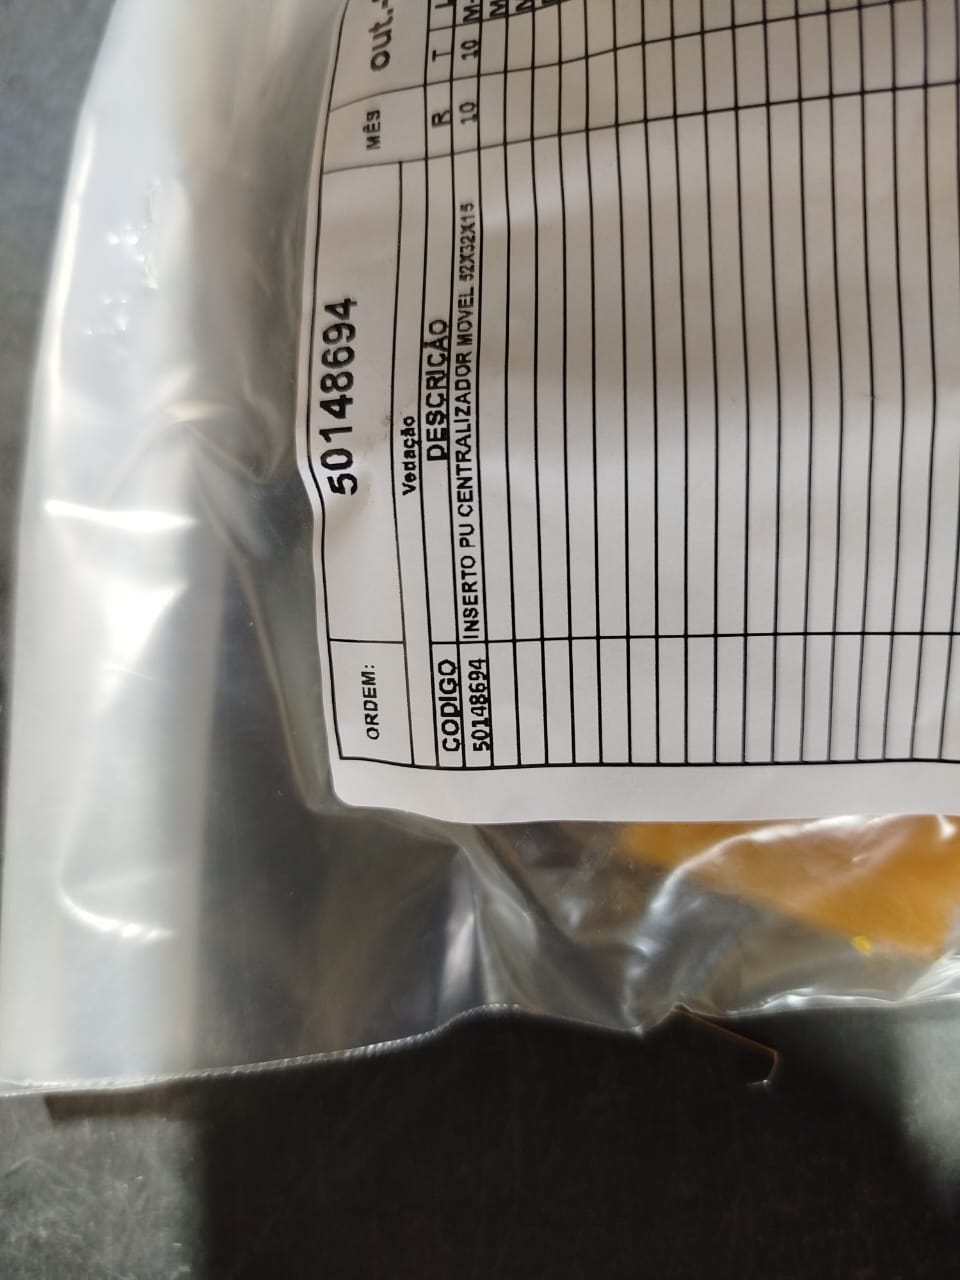 ORDEM: 50148694 MÊS out.
Vedação
CODIGO DESCRIÇÃO R T
50148694 INSERTO PU CENTRALIZADOR MOVEL 52X32X15 10 10 M